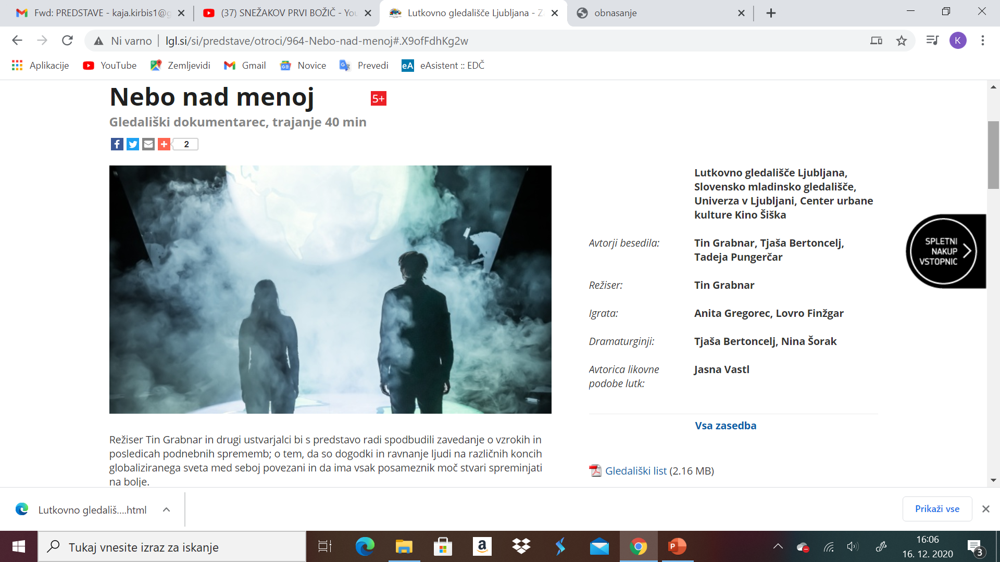 Fwd: PREDSTAVE - kaja.kirbis1@g
(37) SNEŽAKOV PRVI BOŽIČ - You
Lutkovno gledališče Ljubljana - Z
obnasanje
Ni varno
lgl.si/si/predstave/otroci/964-Nebo-nad-menoj#.X9ofFdhKg2w
K
Aplikacije
YouTube
Zemljevidi
Gmail
Novice
Prevedi
eA
eAsistent :: EDČ
Nebo nad menoj
5+
Gledališki dokumentarec, trajanje 40 min
2
Lutkovno gledališče Ljubljana,
Slovensko mladinsko gledališče,
Univerza v Ljubljani, Center urbane
kulture Kino Šiška
Avtorji besedila:
Tin Grabnar, Tjaša Bertoncelj,
Tadeja Pungerčar
Režiser:
Tin Grabnar
Igrata:
Anita Gregorec, Lovro Finžgar
Dramaturginji:
Tjaša Bertoncelj, Nina Šorak
Avtorica likovne
podobe lutk:
Jasna Vastl
Vsa zasedba
Gledališki list (2.16 MB)
SPLETNI
NAKUP
VSTOPNIC
Režiser Tin Grabnar in drugi ustvarjalci bi s predstavo radi spodbudili zavedanje o vzrokih in
posledicah podnebnih sprememb; o tem, da so dogodki in ravnanje ljudi na različnih koncih
globaliziranega sveta med seboj povezani in da ima vsak posameznik moč stvari spreminjati
na bolje.
Lutkovno gledališ....html
Prikaži vse
Tukaj vnesite izraz za iskanje
16:06
16. 12. 2020
3